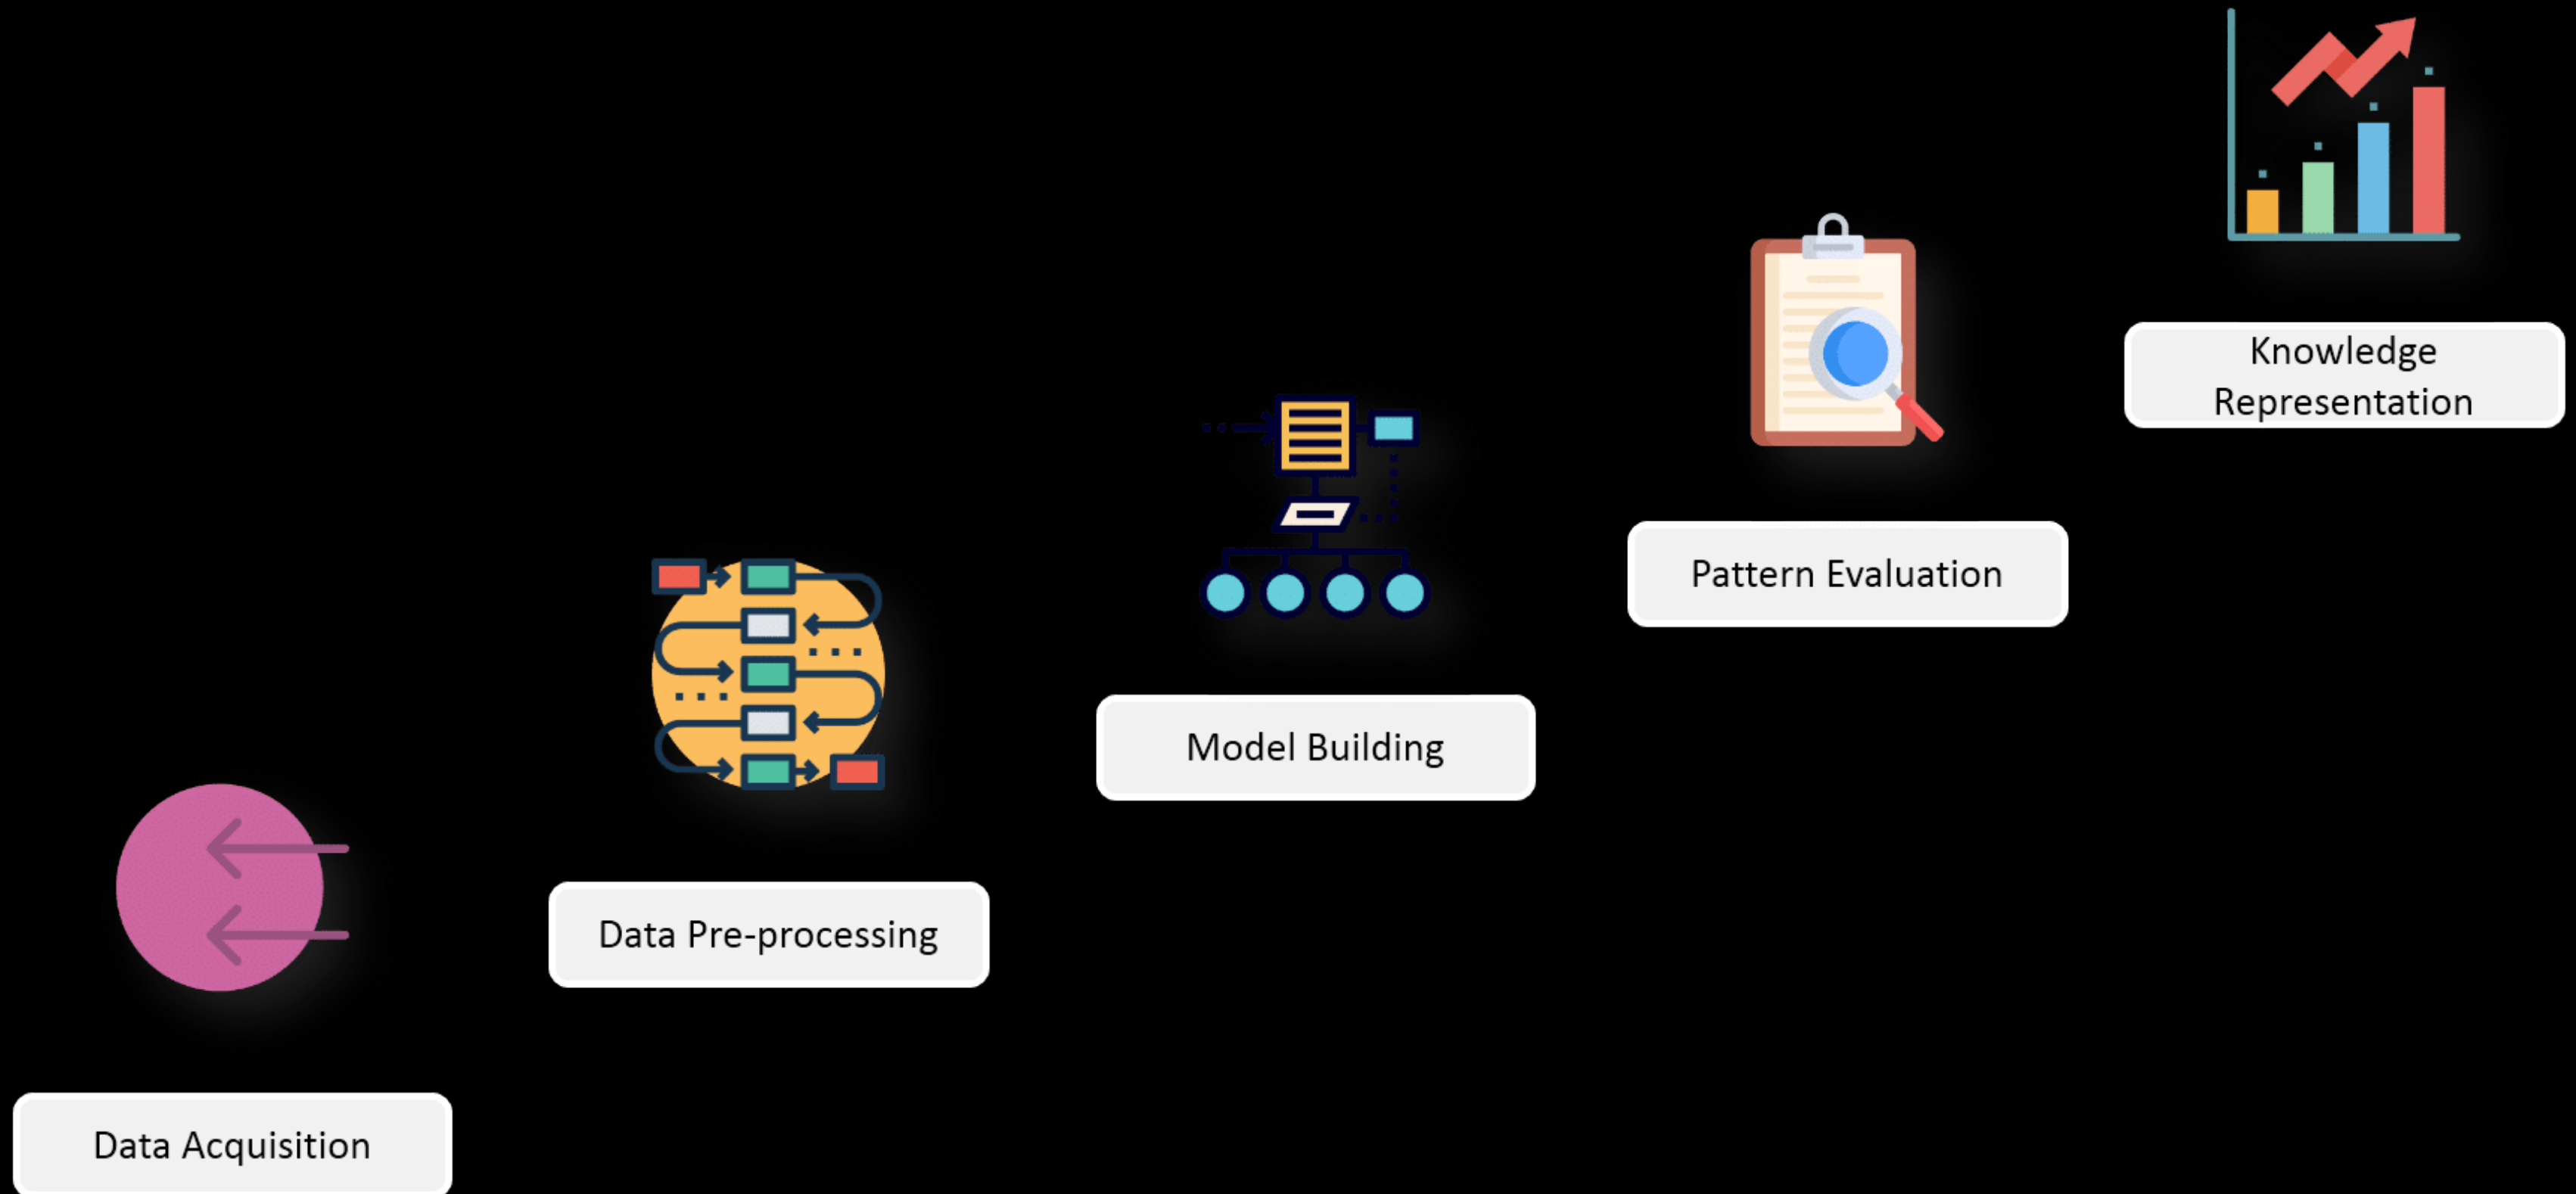 Knowledge
Representation
Pattern Evaluation
Model Building
Data Pre-processing
Data Acquisition